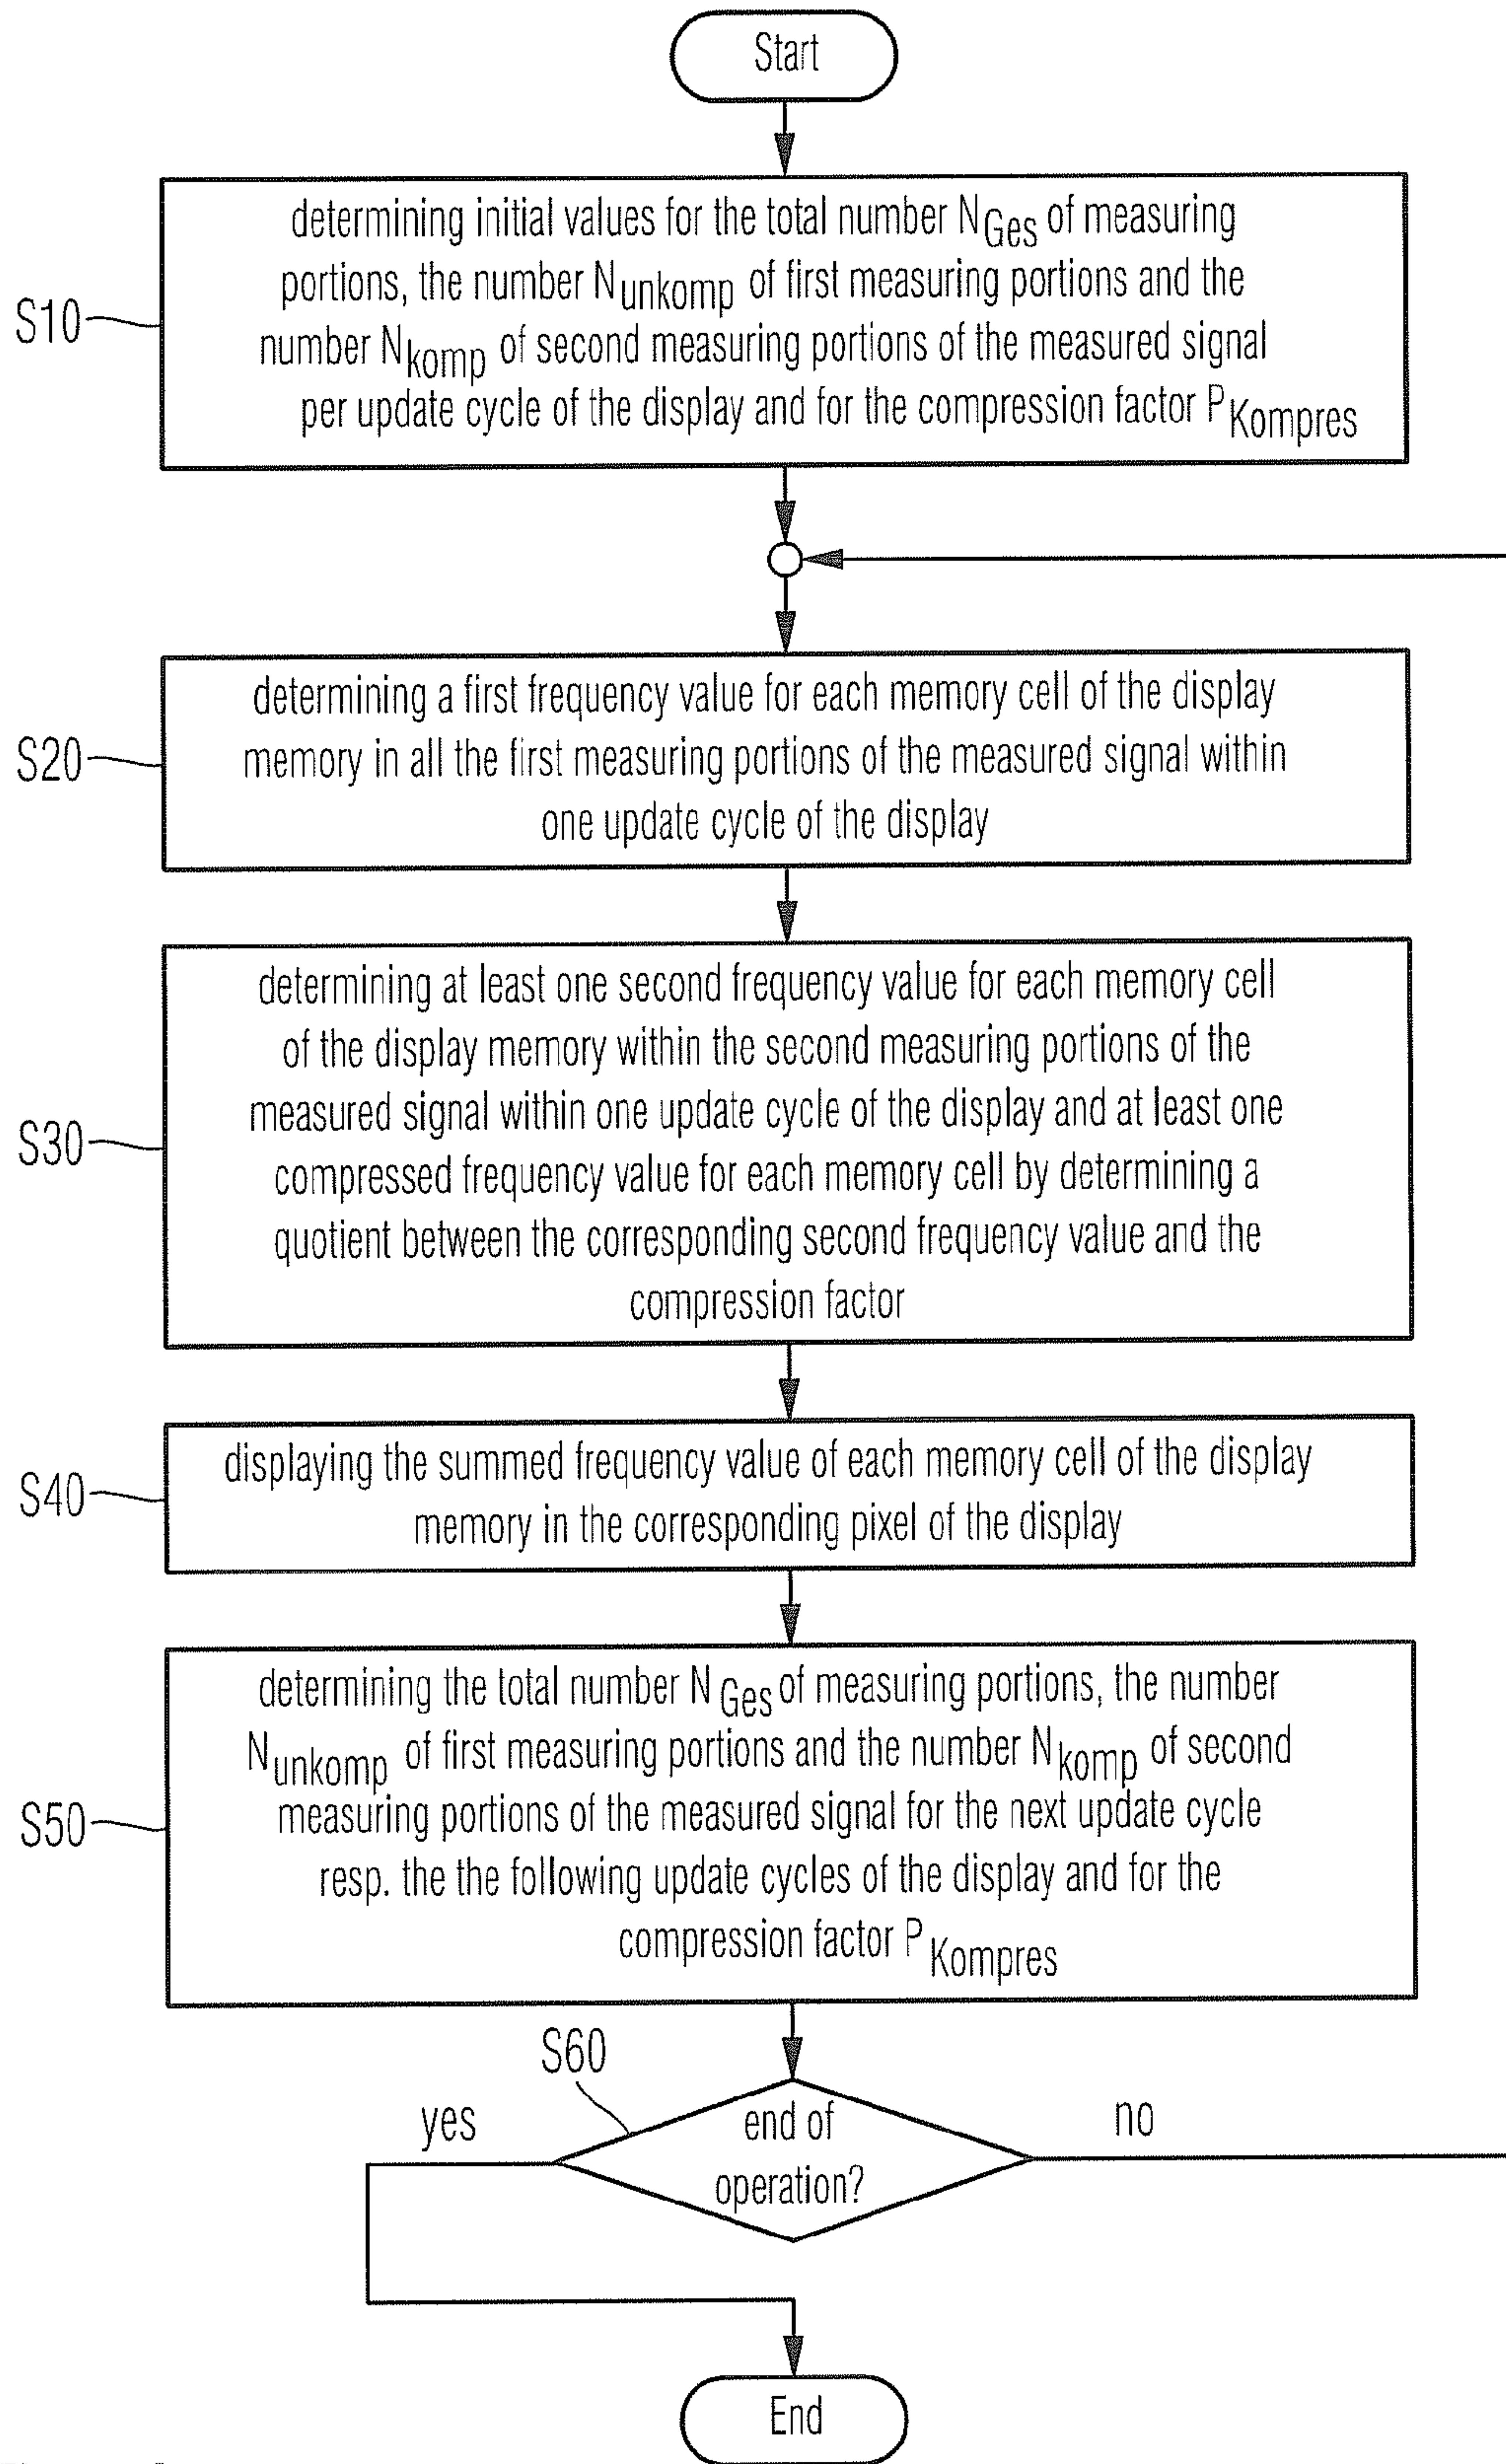 Start
determining initial values for the total number NGes of measuring
portions, the number Nunkomp of first measuring portions and the
number Nkomp of second measuring portions of the measured signal
per update cycle of the display and for the compression factor PKompres
S10
determining a first frequency value for each memory cell of the display
memory in all the first measuring portions of the measured signal within
one update cycle of the display
S20
determining at least one second frequency value for each memory cell
of the display memory within the second measuring portions of the
measured signal within one update cycle of the display and at least one
compressed frequency value for each memory cell by determining a
quotient between the corresponding second frequency value and the
compression factor
S30
displaying the summed frequency value of each memory cell of the display
memory in the corresponding pixel of the display
S40
determining the total number NGes of measuring portions, the number
Nunkomp of first measuring portions and the number Nkomp of second
measuring portions of the measured signal for the next update cycle
resp. the the following update cycles of the display and for the
compression factor PKompres
S50
S60
yes
end of
operation?
no
End